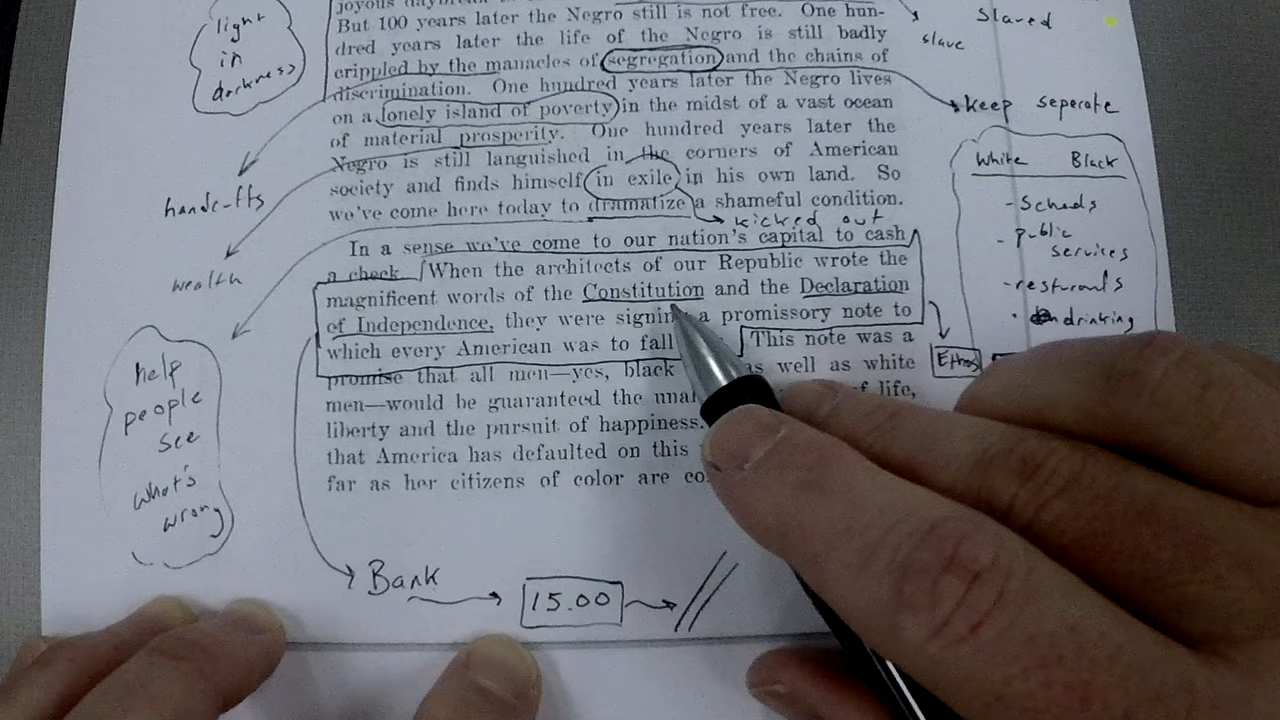 joyous daybreak
But 100 years later the Negro still is not free. One hun-
dred years later the life of the Negro is still badly
crippled by the manacles of segregation and the chains of
discrimination. One hundred years later the Negro lives
on a lonely island of poverty in the midst of a vast ocean
of material prosperity. One hundred years later the
Negro is still languished in the corners of American
society and finds himself in exile in his own land. So
we've come here today to dramatize a shameful condition.
In a sense we've come to our nation's capital to cash
a check. When the architects of our Republic wrote the
magnificent words of the Constitution and the Declaration
of Independence, they were signing a promissory note to
which every American was to fall
This note was a
promise that all men—yes, black as well as white
men—would be guaranteed the
of life,
liberty and the pursuit of happiness.
that America has defaulted on this
far as her citizens of color are
light
in
darkness
handcuffs
wealth
help
people
see
what's
wrong
Slaved
slave
keep seperate
White Black
- Schools
- public
services
- resturants
drinking
kicked out
Ethos
Bank
15.00